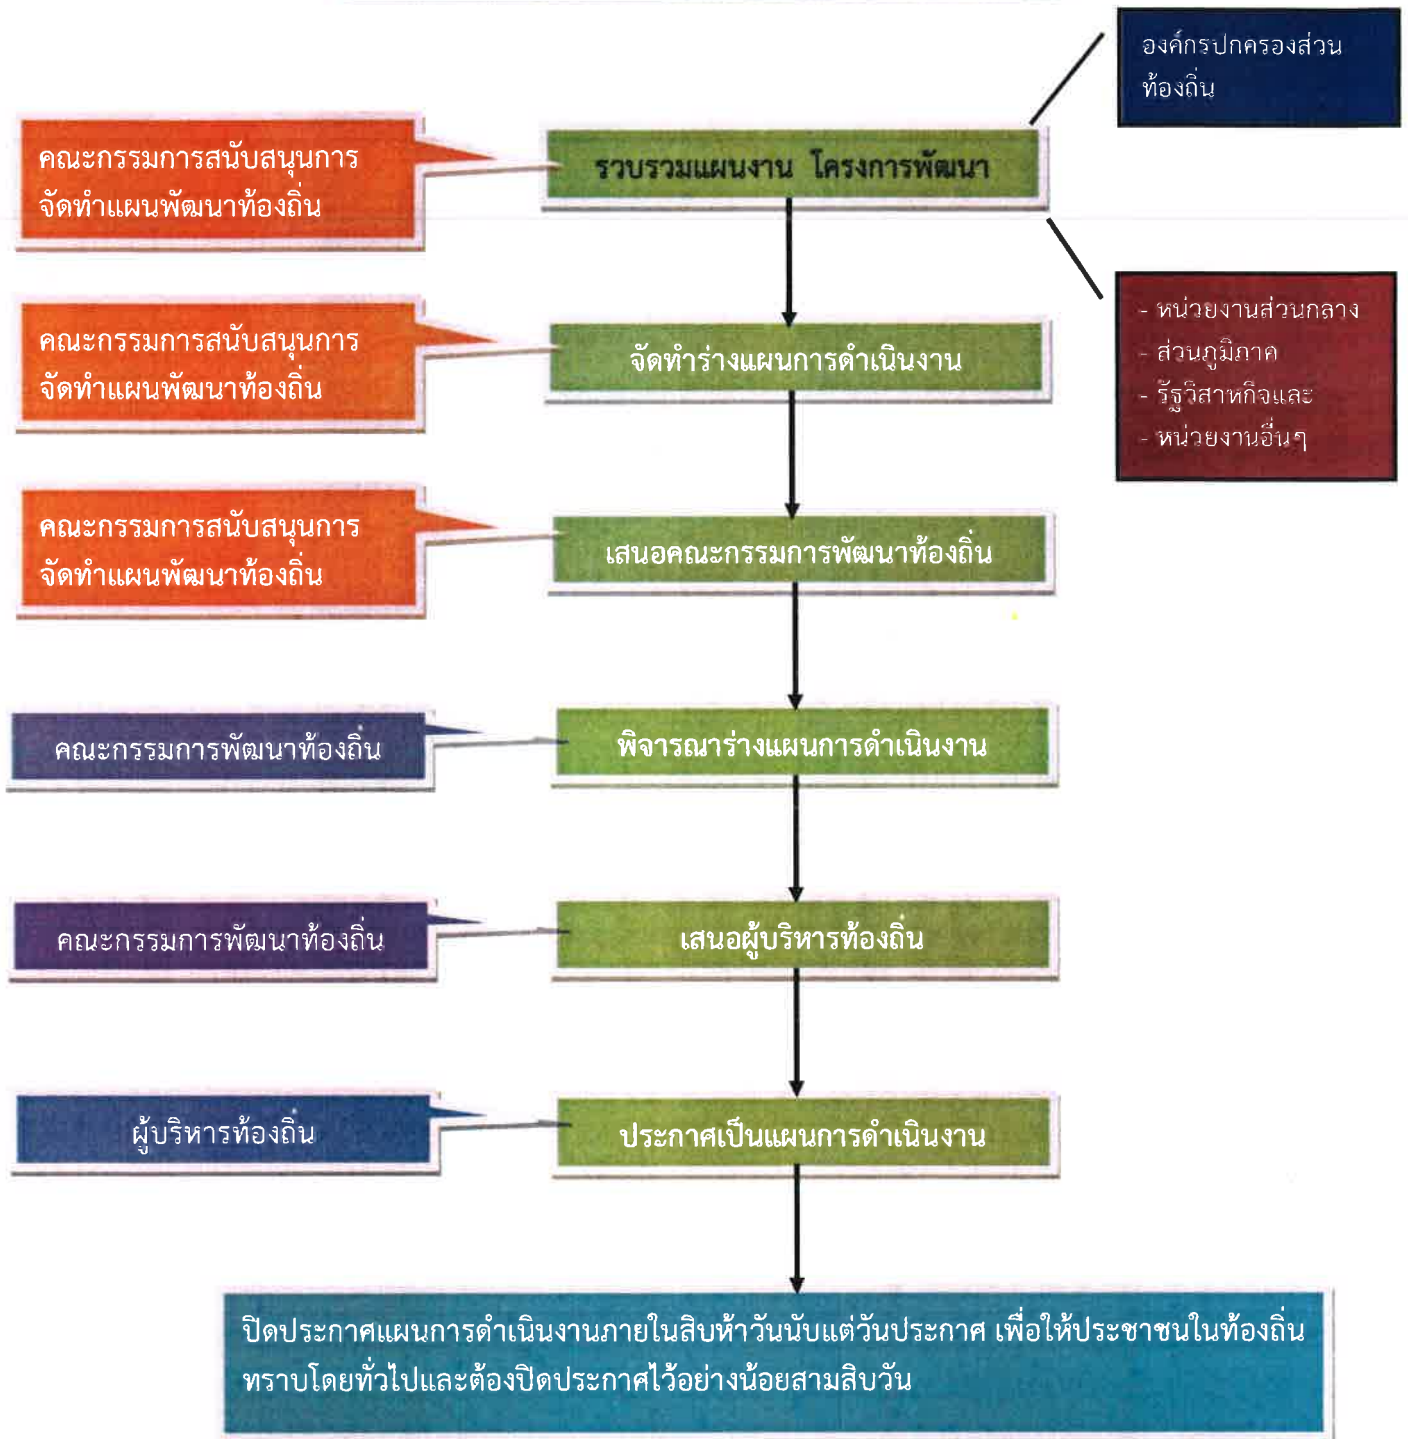 องค์กรปกครองส่วน
ท้องถิ่น
คณะกรรมการสนับสนุนการ
จัดทำแผนพัฒนาท้องถิ่น
รวบรวมแผนงาน โครงการพัฒนา
- หน่วยงานส่วนกลาง
- ส่วนภูมิภาค
- รัฐวิสาหกิจและ
- หน่วยงานอื่นๆ
คณะกรรมการสนับสนุนการ
จัดทำแผนพัฒนาท้องถิ่น
จัดทำร่างแผนการดำเนินงาน
คณะกรรมการสนับสนุนการ
จัดทำแผนพัฒนาท้องถิ่น
เสนอคณะกรรมการพัฒนาท้องถิ่น
คณะกรรมการพัฒนาท้องถิ่น
พิจารณาร่างแผนการดำเนินงาน
คณะกรรมการพัฒนาท้องถิ่น
เสนอผู้บริหารท้องถิ่น
ผู้บริหารท้องถิ่น
ประกาศเป็นแผนการดำเนินงาน
ปิดประกาศแผนการดำเนินงานภายในสิบห้าวันนับแต่วันประกาศ เพื่อให้ประชาชนในท้องถิ่น
ทราบโดยทั่วไปและต้องปิดประกาศไว้อย่างน้อยสามสิบวัน